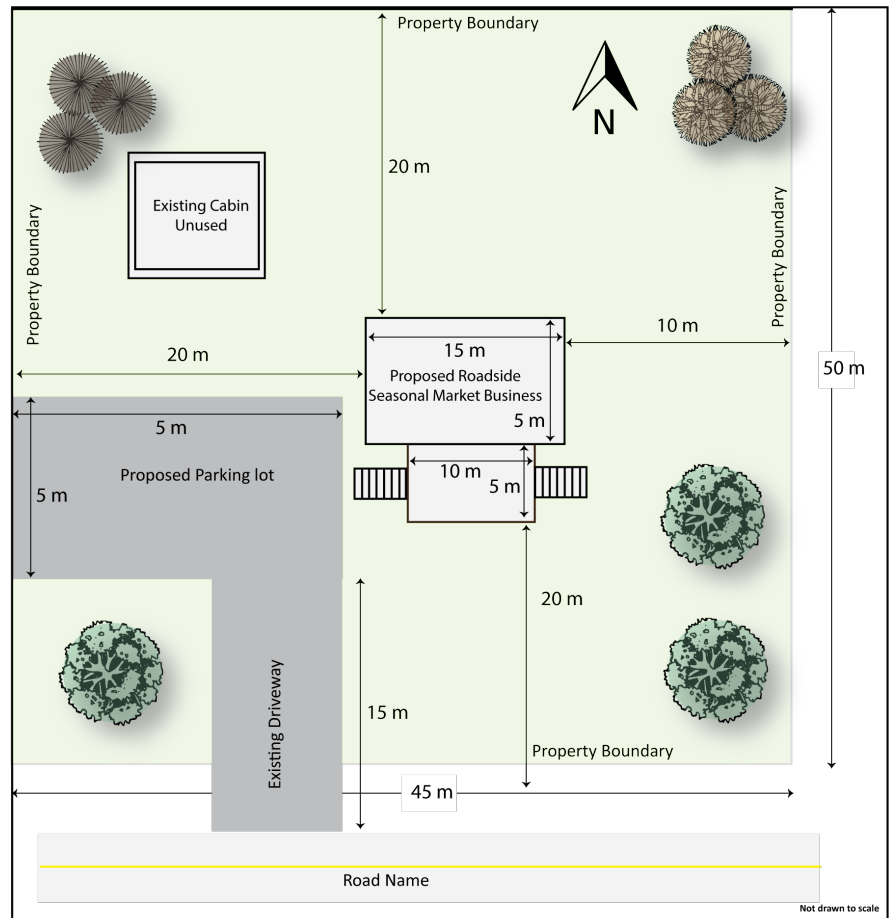 Property Boundary
N
20 m
Existing Cabin
Unused
Property Boundary
Property Boundary
10 m
20 m
15 m
50 m
Proposed Roadside
Seasonal Market Business
5 m
5 m
10 m
5 m
Proposed Parking lot
5 m
20 m
Existing Driveway
15 m
Property Boundary
45 m
Road Name
Not drawn to scale